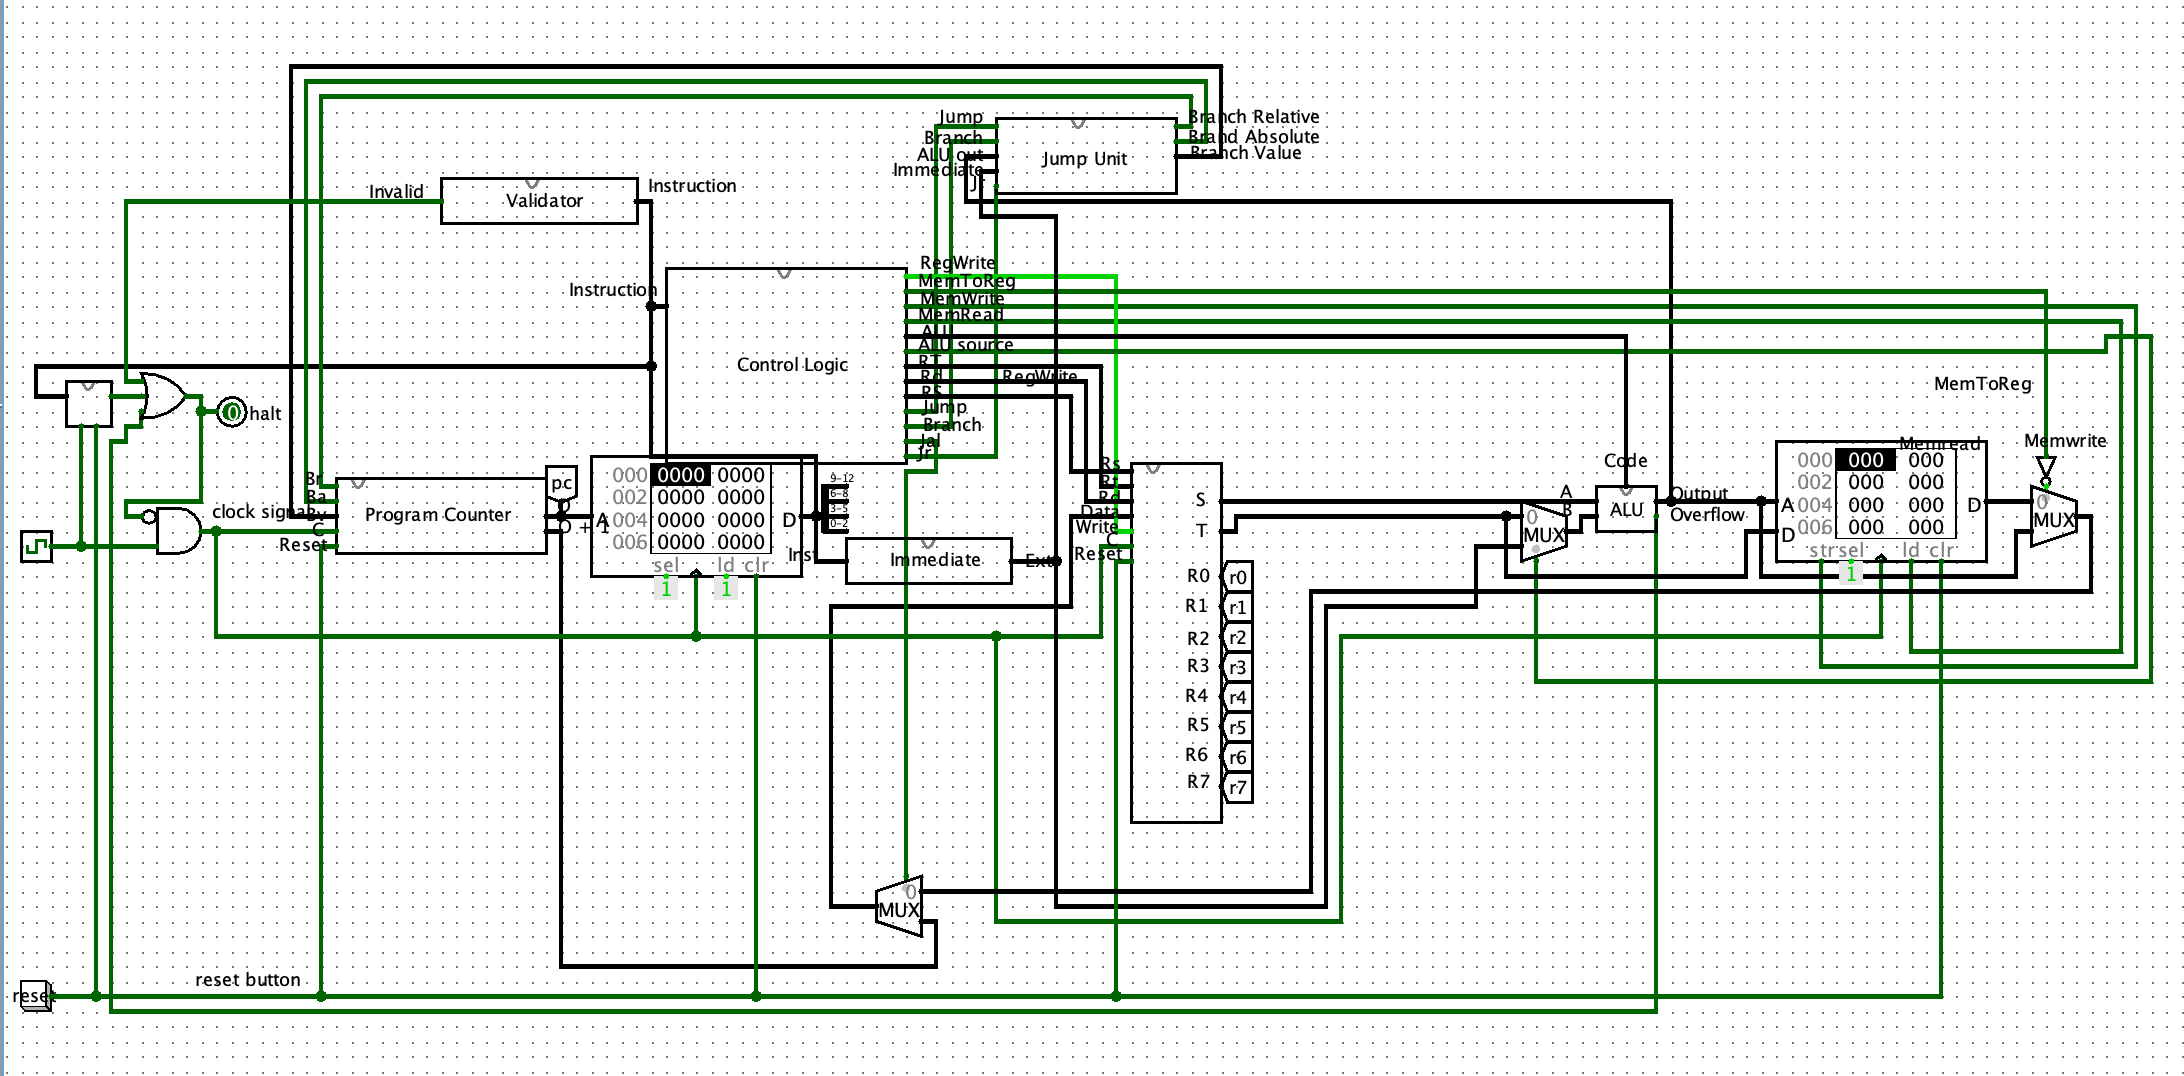 Jump
Branch
ALU out
Immediate
Jr
Jump Unit
Branch Relative
Brand Absolute
Branch Value
Invalid
Validator
Instruction
Instruction
Control Logic
RegWrite
MemToReg
MemWrite
MemRead
ALU
ALU source
RT
Rd
RS
Jump
Branch
Jal
Jr
RegWrite
MemToReg
0 halt
Br
Ba
Bv
C
Reset
clock signal
Program Counter
pc
O
O + 1
A
000 0000 0000
002 0000 0000
004 0000 0000
006 0000 0000
D
sel ld clr
1 1
9-12
6-8
3-5
0-2
Inst
Immediate
Ext
Rs
Rt
Rd
Data
Write
C
Reset
S
T
R0 r0
R1 r1
R2 r2
R3 r3
R4 r4
R5 r5
R6 r6
R7 r7
0
MUX
A
B
Code
ALU
Output
Overflow
Memread
A
D
000 000 000
002 000 000
004 000 000
006 000 000
D
str sel ld clr
1
Memwrite
0
MUX
0
MUX
reset button
reset